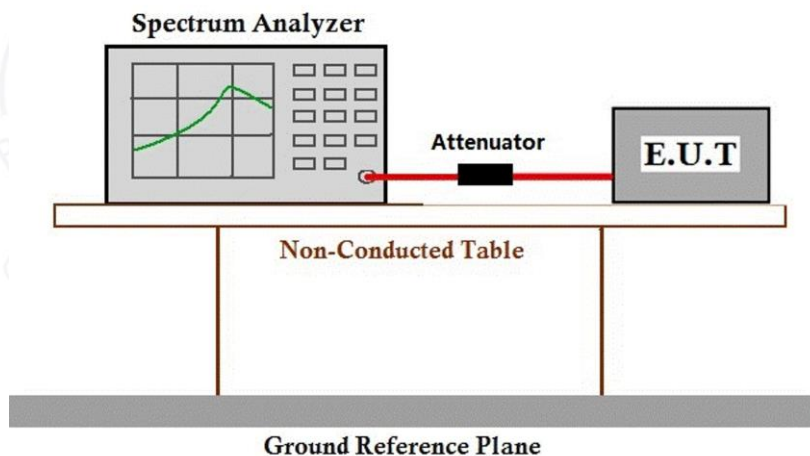 Spectrum Analyzer
Attenuator
E.U.T
Non-Conducted Table
Ground Reference Plane